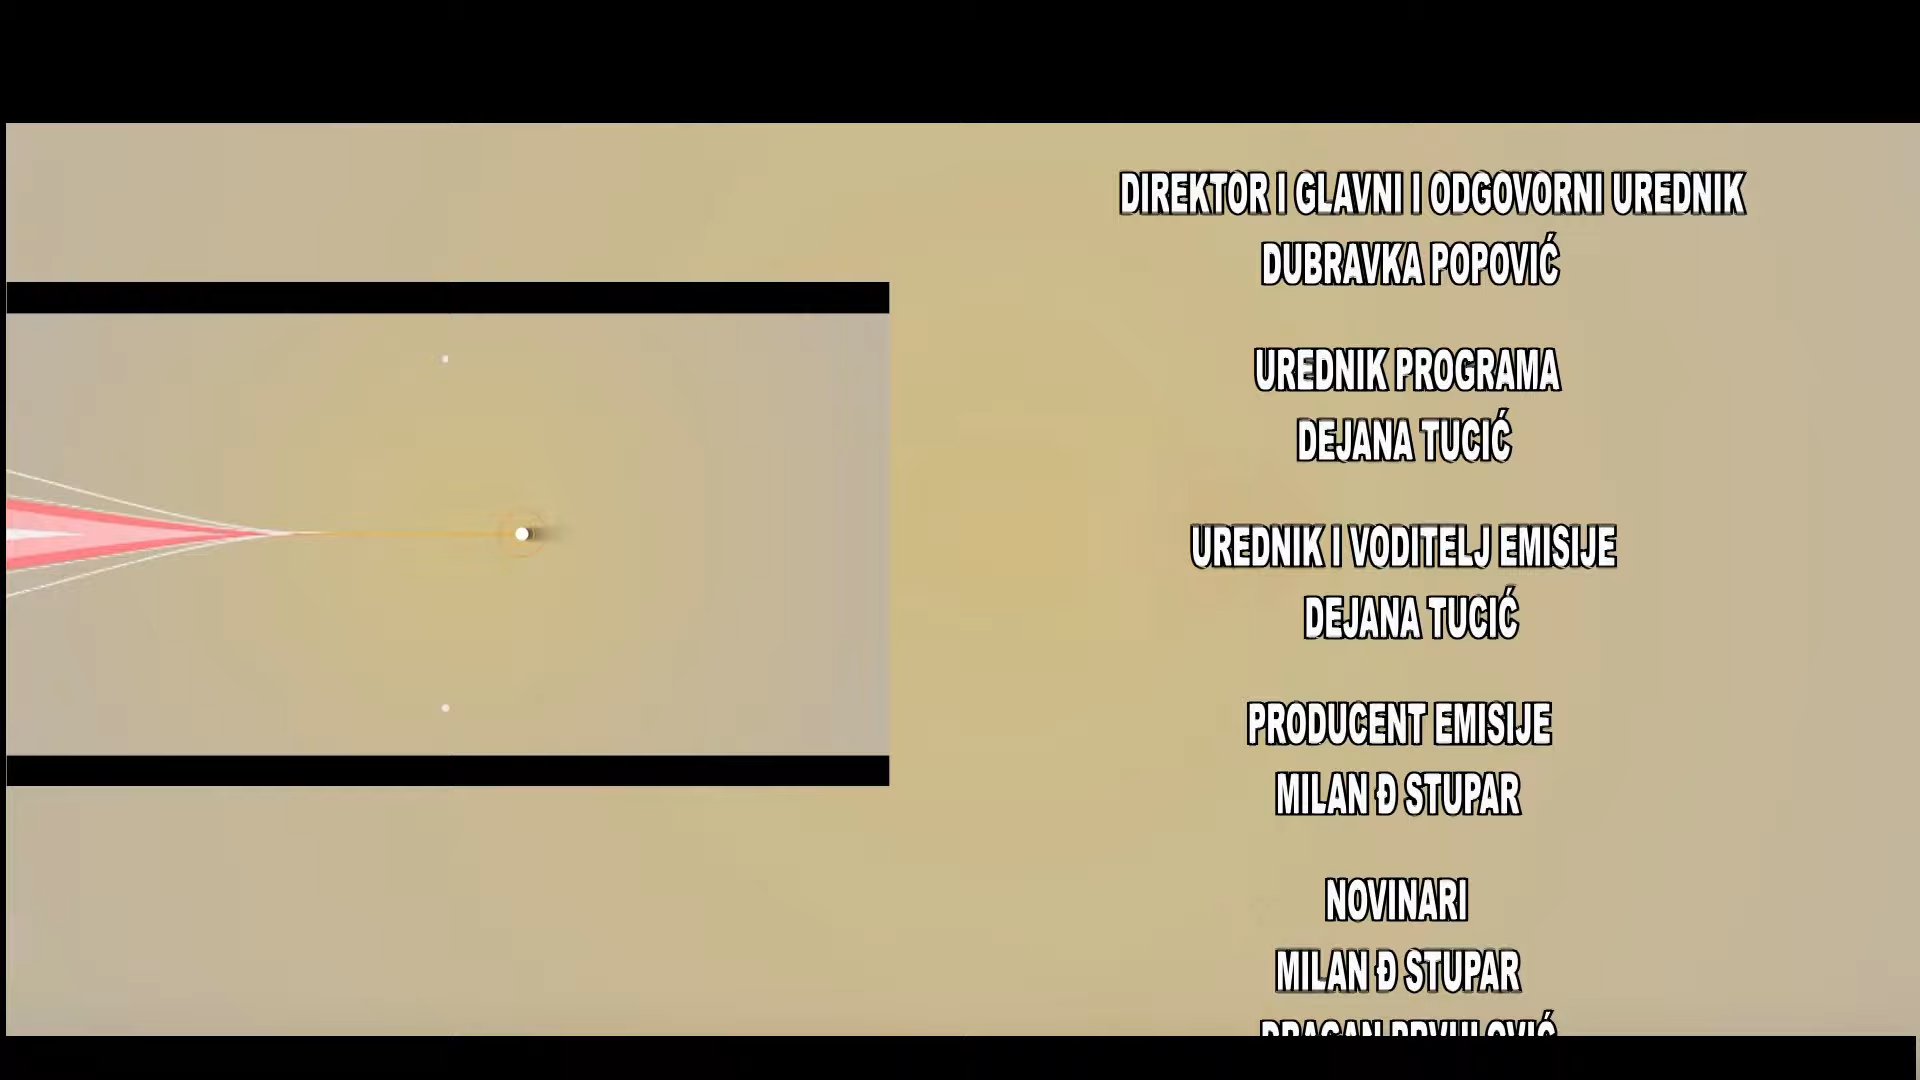 DIREKTOR I GLAVNI I ODGOVORNI UREDNIK
DUBRAVKA POPOVIĆ
UREDNIK PROGRAMA
DEJANA TUCIĆ
UREDNIK I VODITELJ EMISIJE
DEJANA TUCIĆ
PRODUCENT EMISIJE
MILAN Đ STUPAR
NOVINARI
MILAN Đ STUPAR
DRAGAN